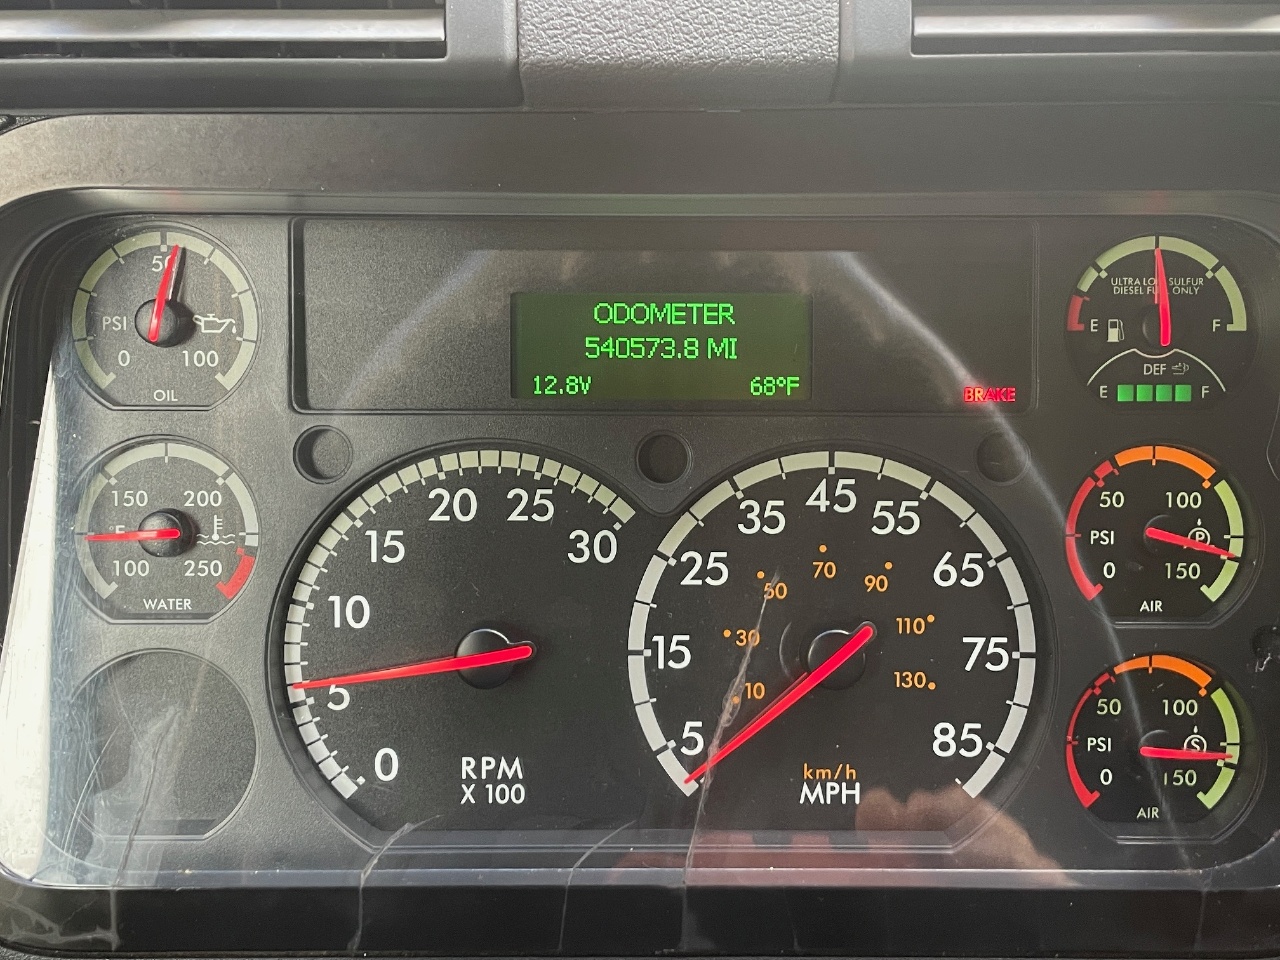 50
PSI
0 100
OIL
ODOMETER
540573.8 MI
12.8V 68°F
BRAKE
ULTRA LOW SULFUR
DIESEL FUEL ONLY
E F
DEF
E F
150 200
°F
100 250
WATER
0
5
10
15
20
25
30
RPM
X 100
5
15
25
35
45
55
65
75
85
10
30
50
70
90
110
130
km/h
MPH
50 100
PSI P
0 150
AIR
50 100
PSI S
0 150
AIR